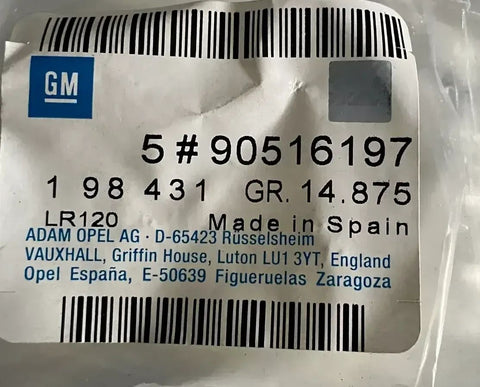 GM
5 # 90516197
1 98 431 GR. 14.875
LR120 Made in Spain
ADAM OPEL AG · D-65423 Rüsselsheim
VAUXHALL, Griffin House, Luton LU1 3YT, England
Opel España, E-50639 Figueruelas Zaragoza